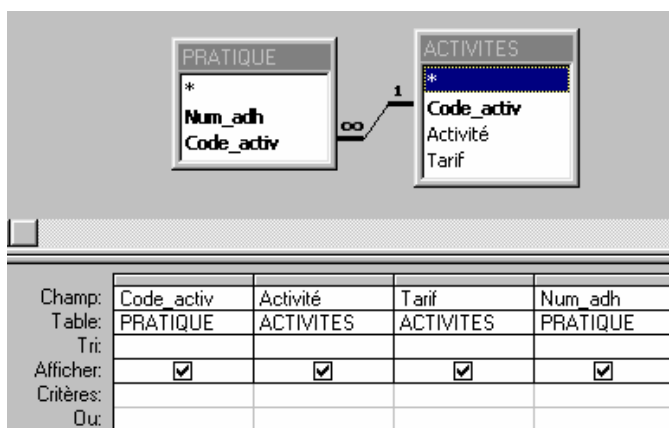 PRATIQUE
*
Num_adh
Code_activ
∞
1
ACTIVITES
*
Code_activ
Activité
Tarif
Champ: Code_activ Activité Tarif Num_adh
Table: PRATIQUE ACTIVITES ACTIVITES PRATIQUE
Tri:
Afficher:
Critères:
Ou: